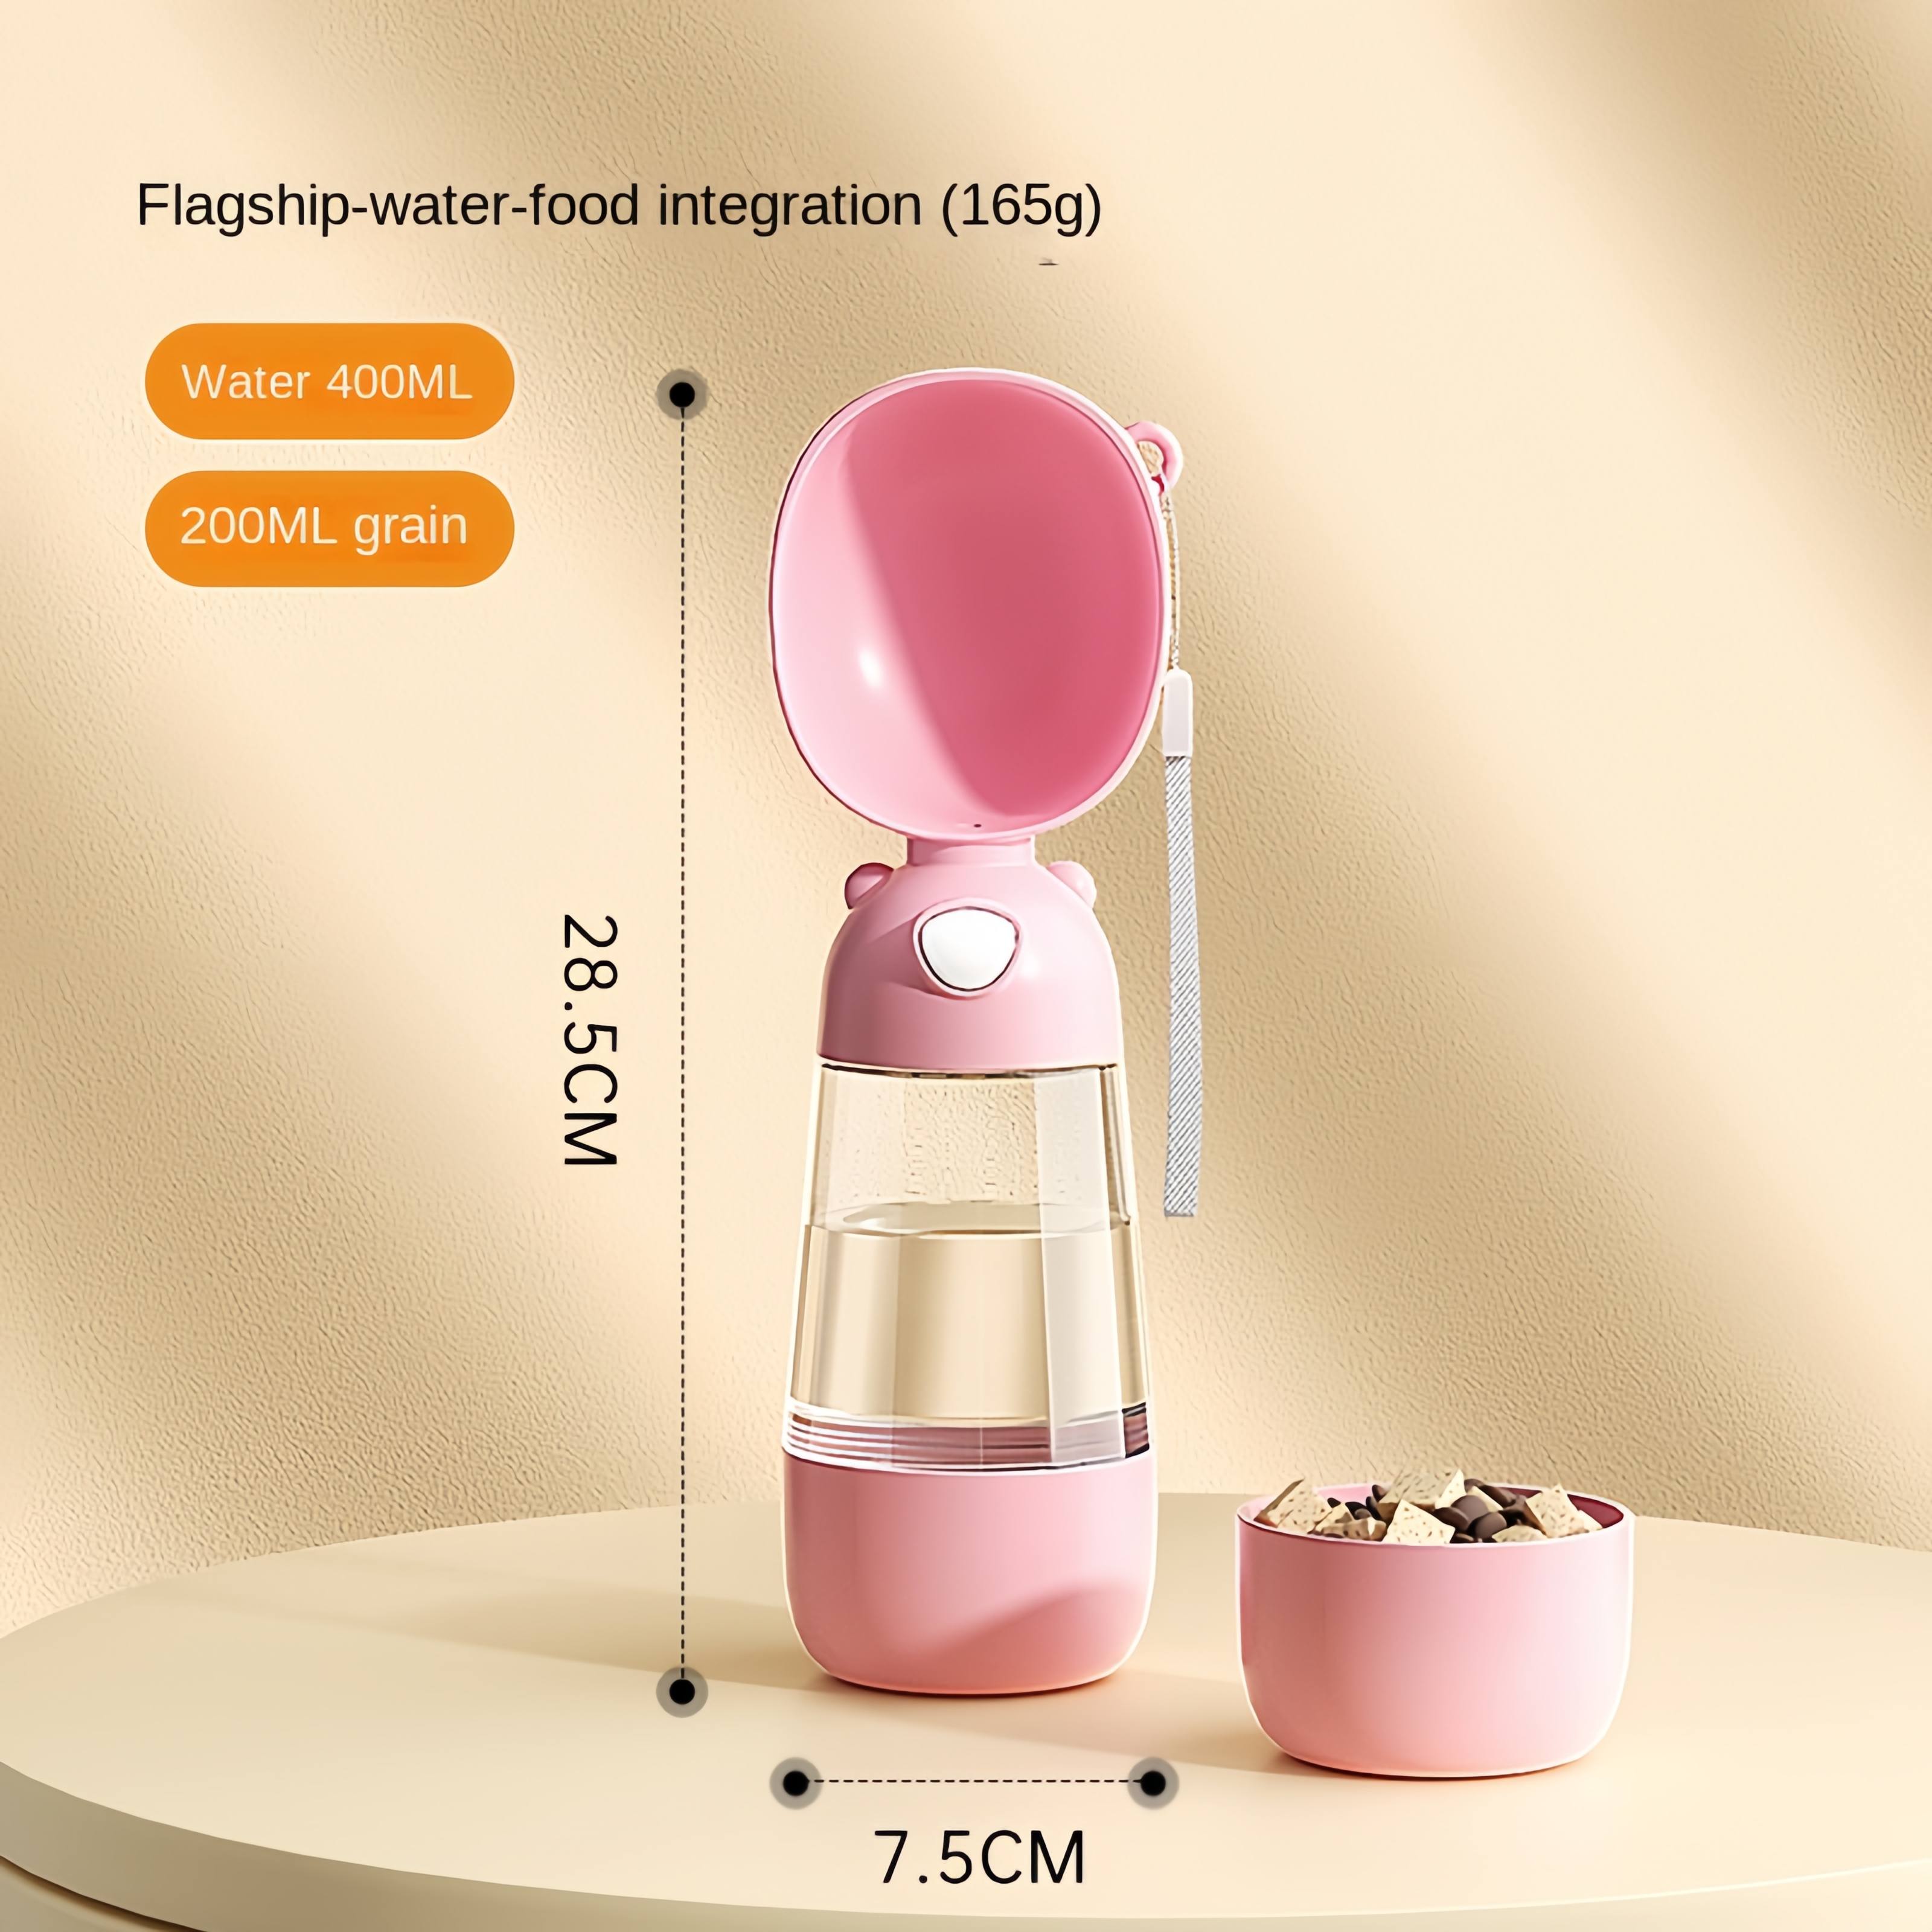 Flagship-water-food integration (165g)
Water 400ML
200ML grain
28.5CM
7.5CM